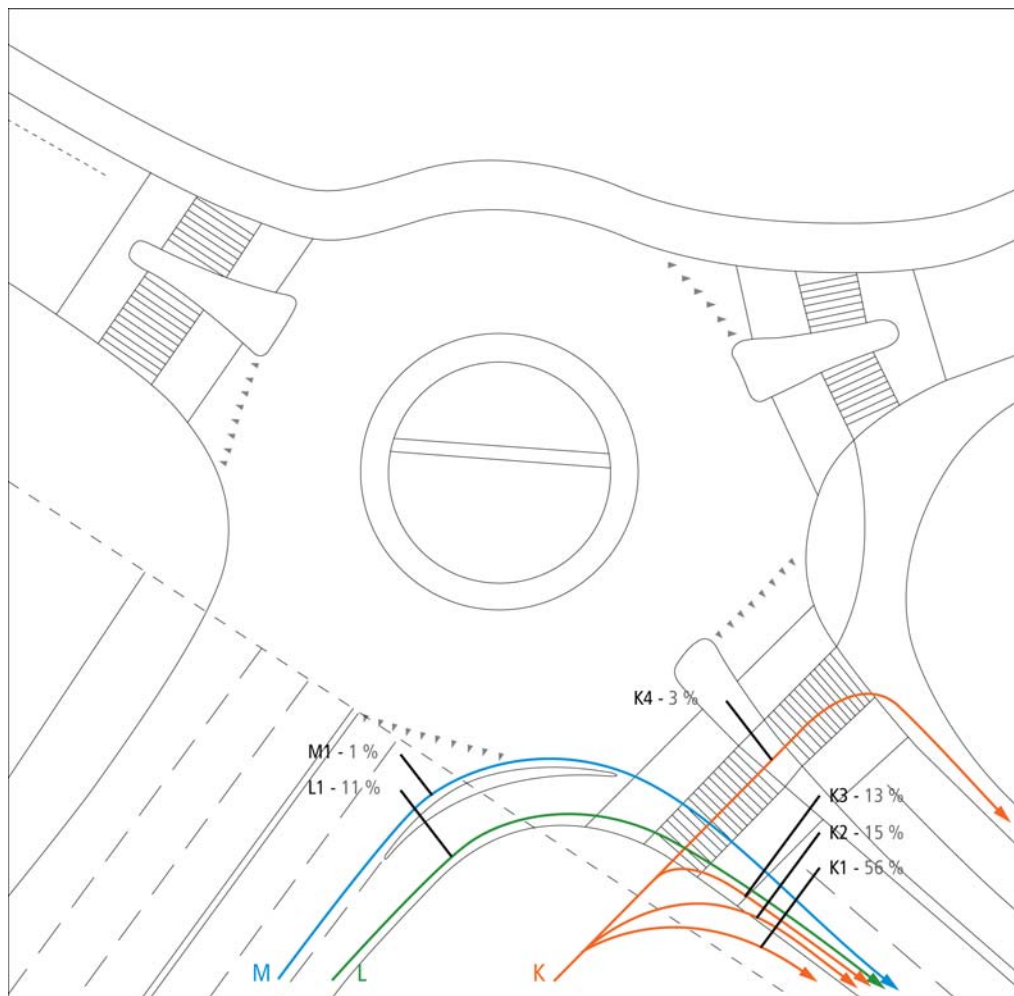 K4 - 3 %
M1 - 1 %
L1 - 11 %
K3 - 13 %
K2 - 15 %
K1 - 56 %
M
L
K